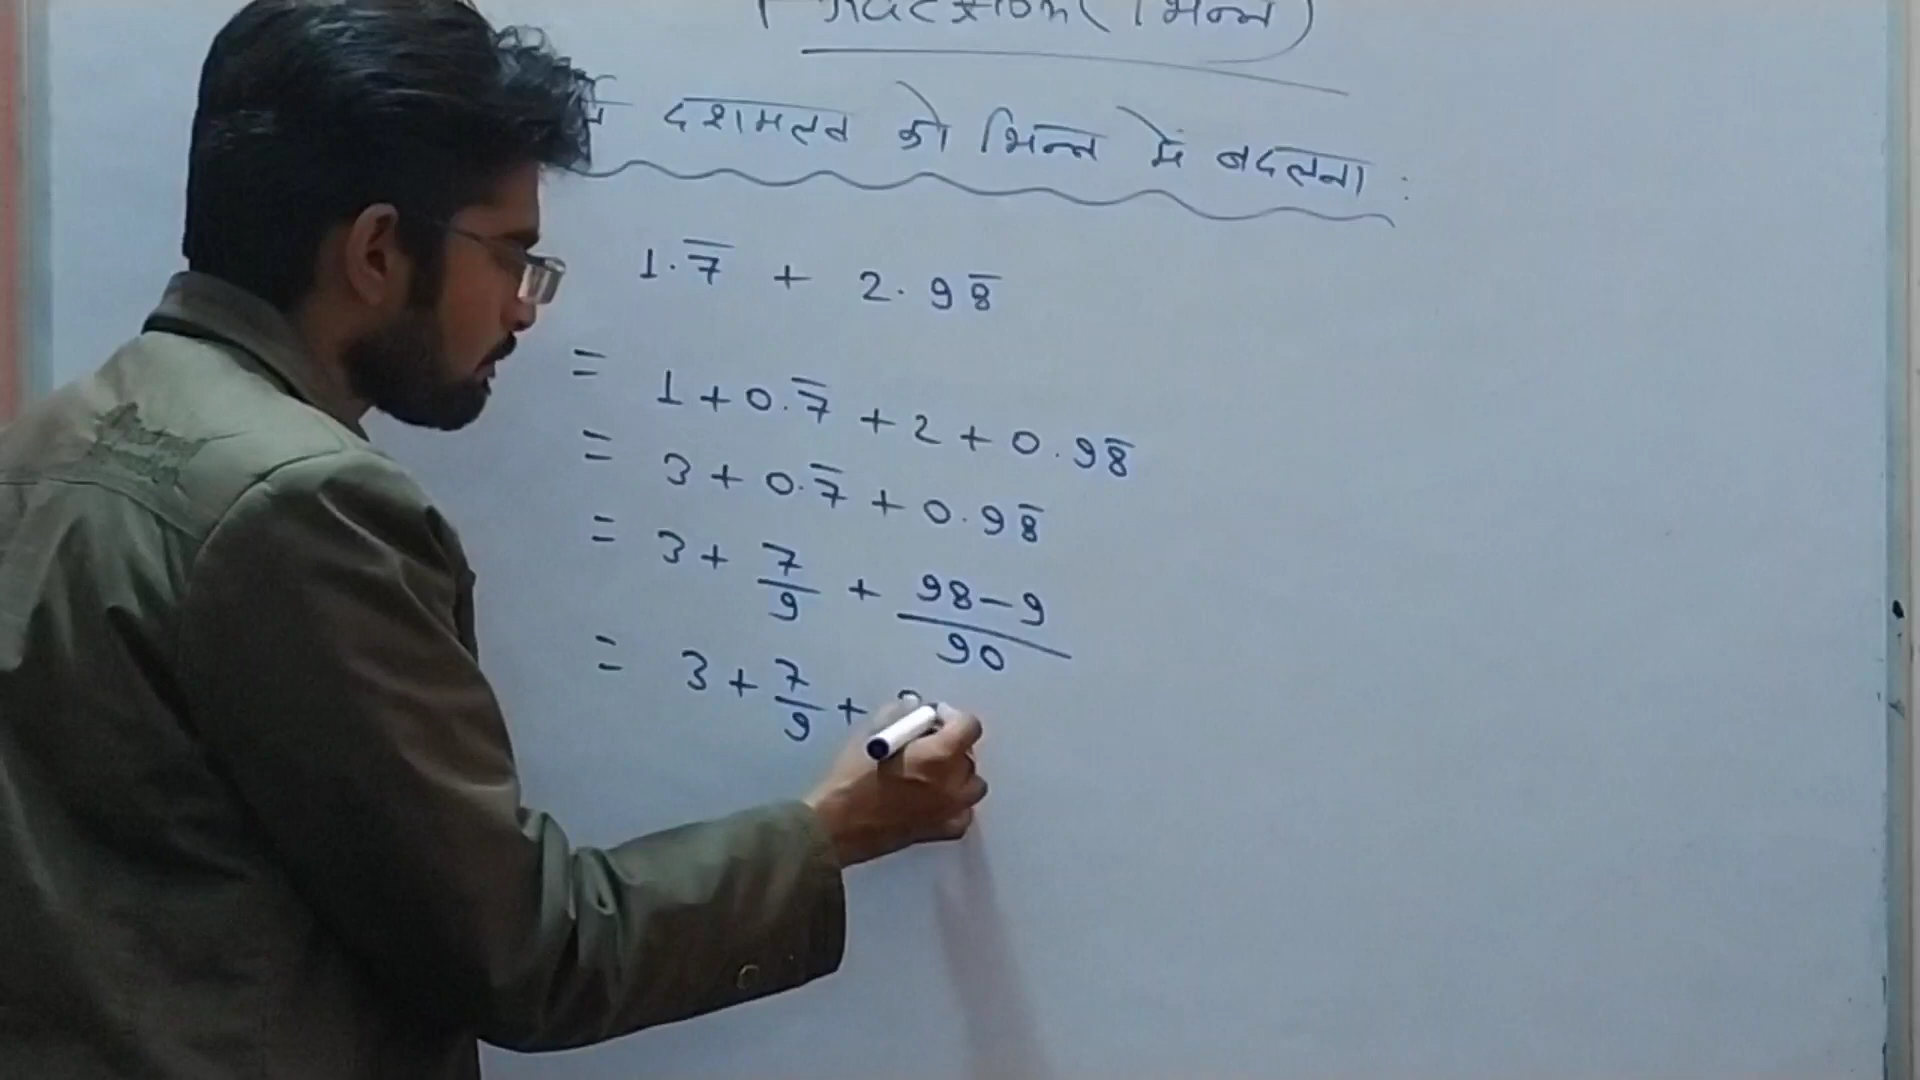 (भिन्न)
दशमलव को भिन्न में बदलना :
1.7̅ + 2.98̅
= 1 + 0.7̅ + 2 + 0.98̅
= 3 + 0.7̅ + 0.98̅
= 3 + 7/9 + 98-9/90
= 3 + 7/9 +